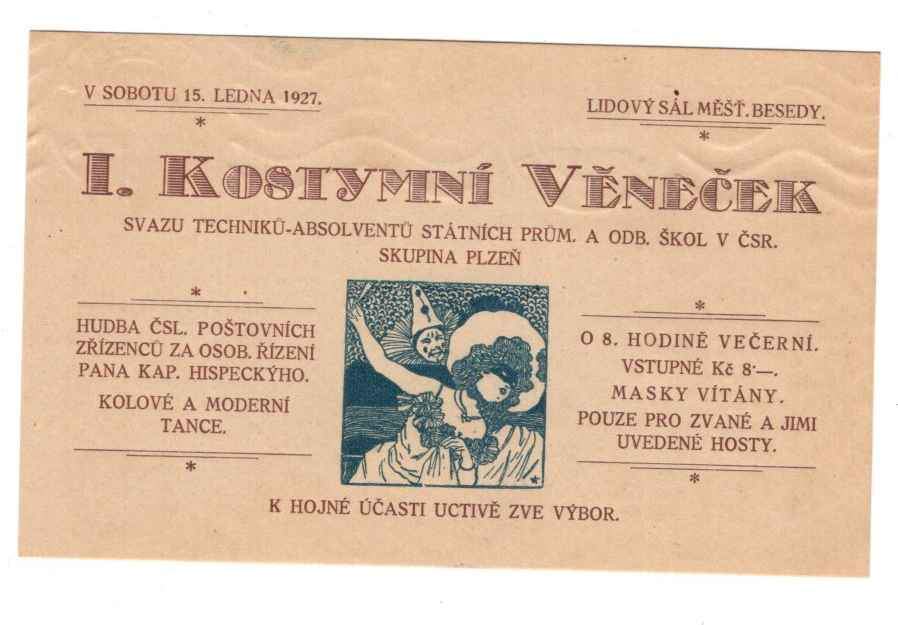 V SOBOTU 15. LEDNA 1927.
*
LIDOVÝ SÁL MĚŠŤ. BESEDY.
*
I. KOSTYMNÍ VĚNEČEK
SVAZU TECHNIKŮ-ABSOLVENTŮ STÁTNÍCH PRŮM. A ODB. ŠKOL V ČSR.
SKUPINA PLZEŇ
*
HUDBA ČSL. POŠTOVNÍCH
ZŘÍZENCŮ ZA OSOB. ŘÍZENÍ
PANA KAP. HISPECKÝHO.
KOLOVÉ A MODERNÍ
TANCE.
*
*
O 8. HODINĚ VEČERNÍ.
VSTUPNÉ Kč 8·—.
MASKY VÍTÁNY.
POUZE PRO ZVANÉ A JIMI
UVEDENÉ HOSTY.
*
K HOJNÉ ÚČASTI UCTIVĚ ZVE VÝBOR.